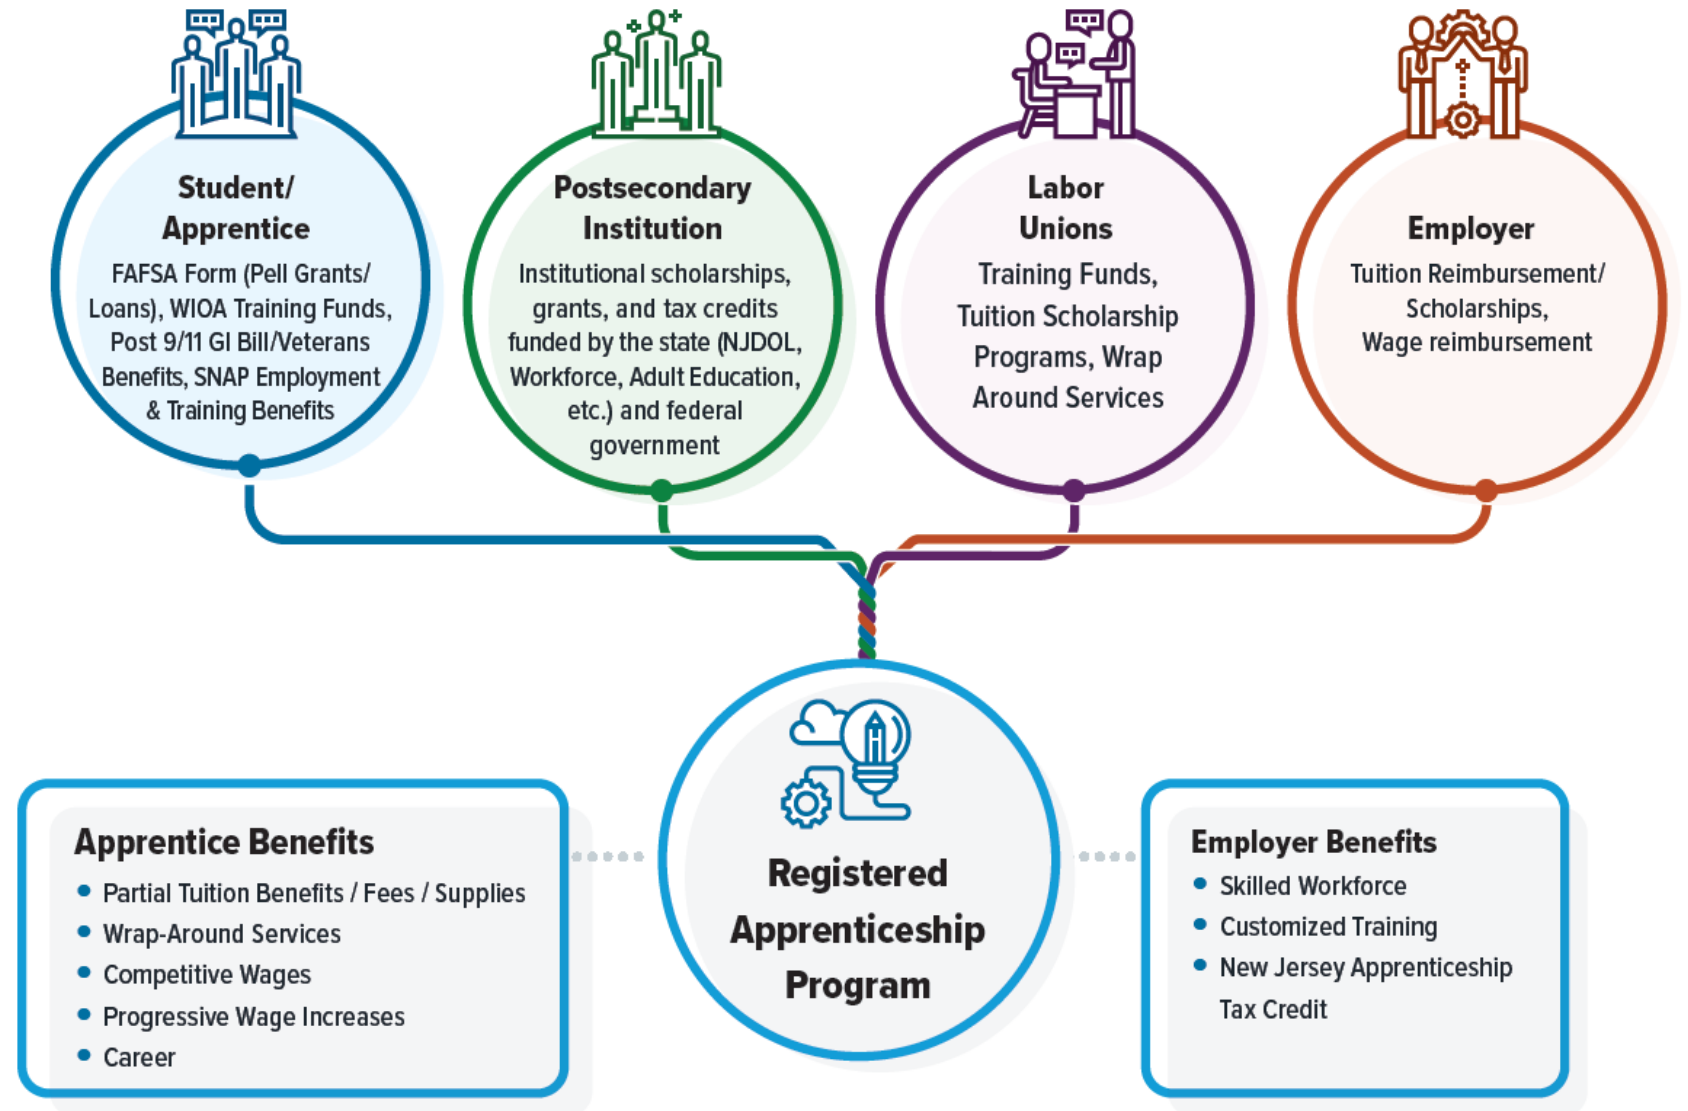 Student/
Apprentice
FAFSA Form (Pell Grants/
Loans), WIOA Training Funds,
Post 9/11 GI Bill/Veterans
Benefits, SNAP Employment
& Training Benefits
Postsecondary
Institution
Institutional scholarships,
grants, and tax credits
funded by the state (NJDOL,
Workforce, Adult Education,
etc.) and federal
government
Labor
Unions
Training Funds,
Tuition Scholarship
Programs, Wrap
Around Services
Employer
Tuition Reimbursement/
Scholarships,
Wage reimbursement
Registered
Apprenticeship
Program
Apprentice Benefits
• Partial Tuition Benefits / Fees / Supplies
• Wrap-Around Services
• Competitive Wages
• Progressive Wage Increases
• Career
Employer Benefits
• Skilled Workforce
• Customized Training
• New Jersey Apprenticeship
Tax Credit